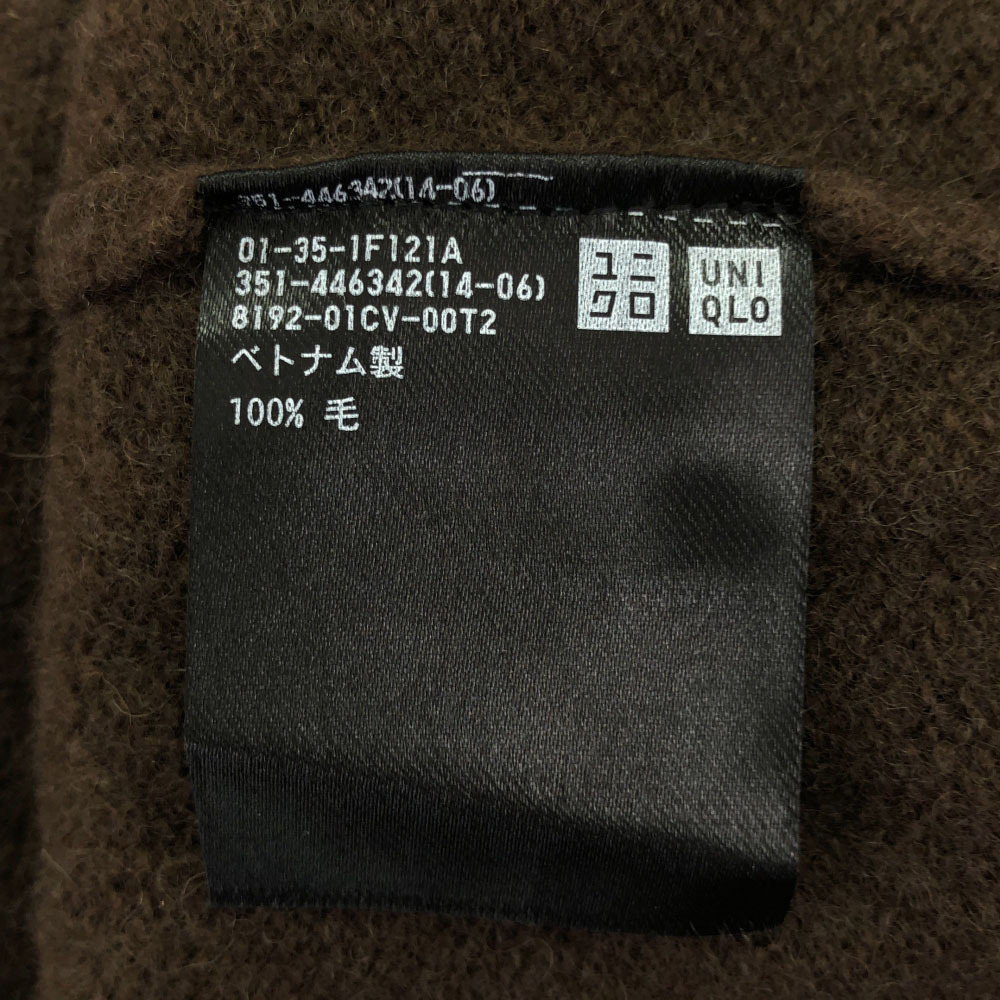 351-446342(14-06)
01-35-1F121A
351-446342(14-06)
8192-01CV-00T2
ベトナム製
100% 毛
ユニ
クロ
UNI
QLO